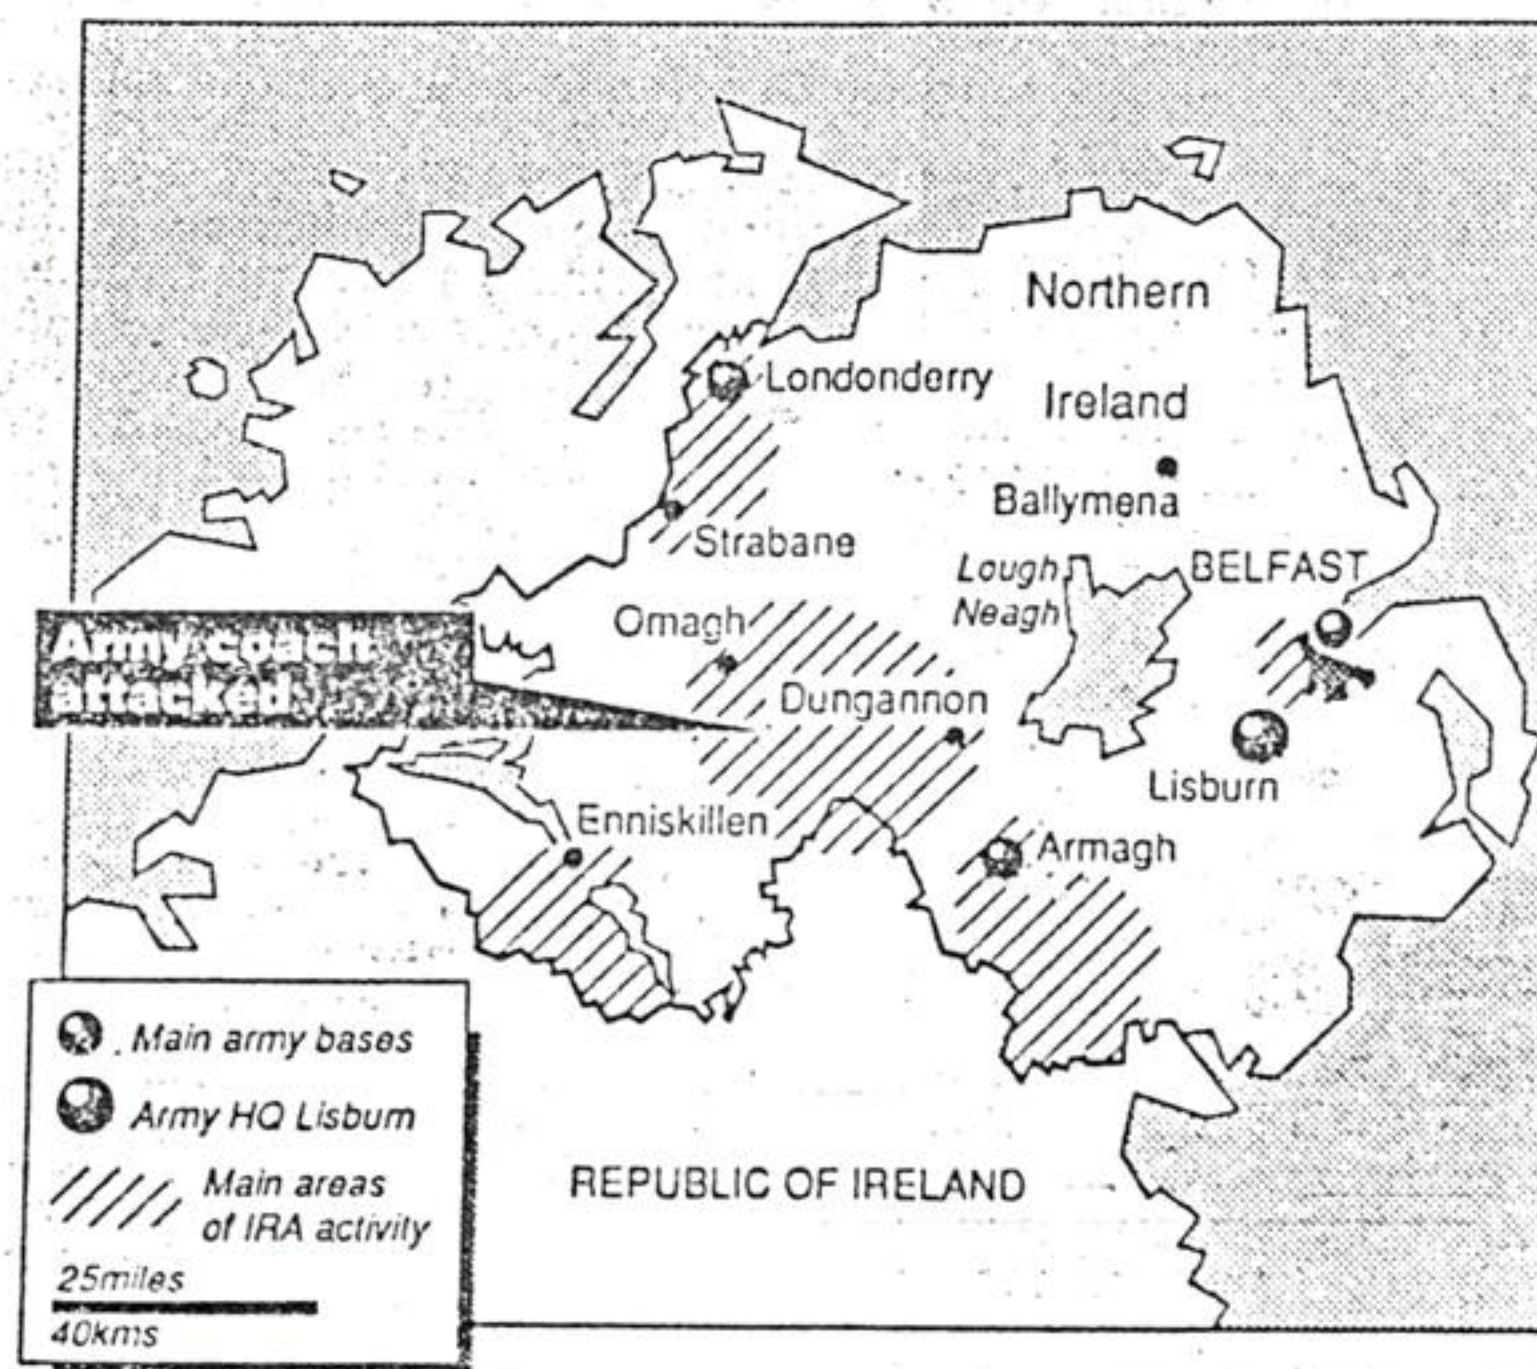 Northern
Ireland
Londonderry
Ballymena
Strabane
Lough
Neagh
BELFAST
Omagh
Army coach
attacked
Dungannon
Lisburn
Enniskillen
Armagh
Main army bases
Army HQ Lisburn
Main areas
of IRA activity
25miles
40kms
REPUBLIC OF IRELAND